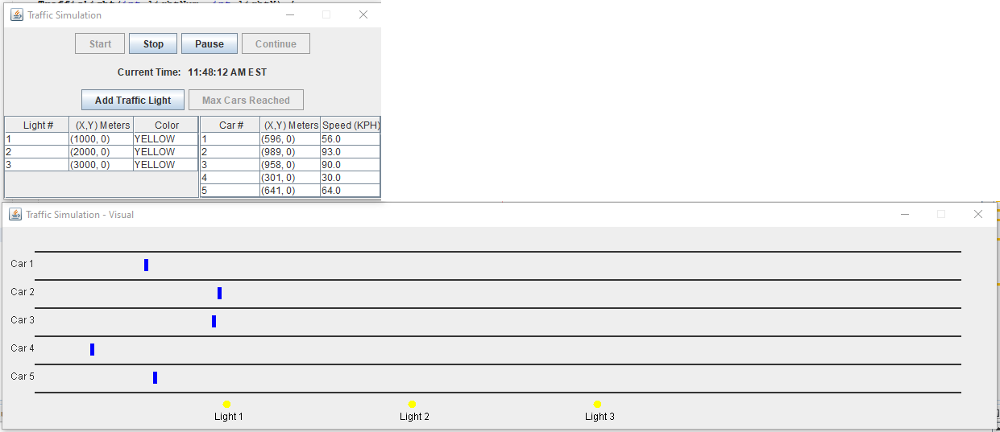 TrafficLight(int lightNum, int lightX) {
Traffic Simulation
Start Stop Pause Continue
Current Time: 11:48:12 AM EST
Add Traffic Light Max Cars Reached
Light # (X,Y) Meters Color Car # (X,Y) Meters Speed (KPH)
1 (1000, 0) YELLOW 1 (596, 0) 56.0
2 (2000, 0) YELLOW 2 (989, 0) 93.0
3 (3000, 0) YELLOW 3 (958, 0) 90.0
4 (301, 0) 30.0
5 (641, 0) 64.0
Traffic Simulation - Visual
Car 1
Car 2
Car 3
Car 4
Car 5
Light 1 Light 2 Light 3